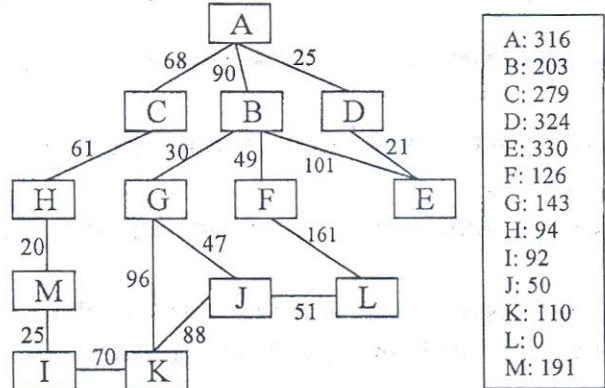 A
68
90
25
C
B
D
61
30
49
101
21
H
G
F
E
20
47
161
96
M
J
L
51
25
88
70
I
K
A: 316
B: 203
C: 279
D: 324
E: 330
F: 126
G: 143
H: 94
I: 92
J: 50
K: 110
L: 0
M: 191